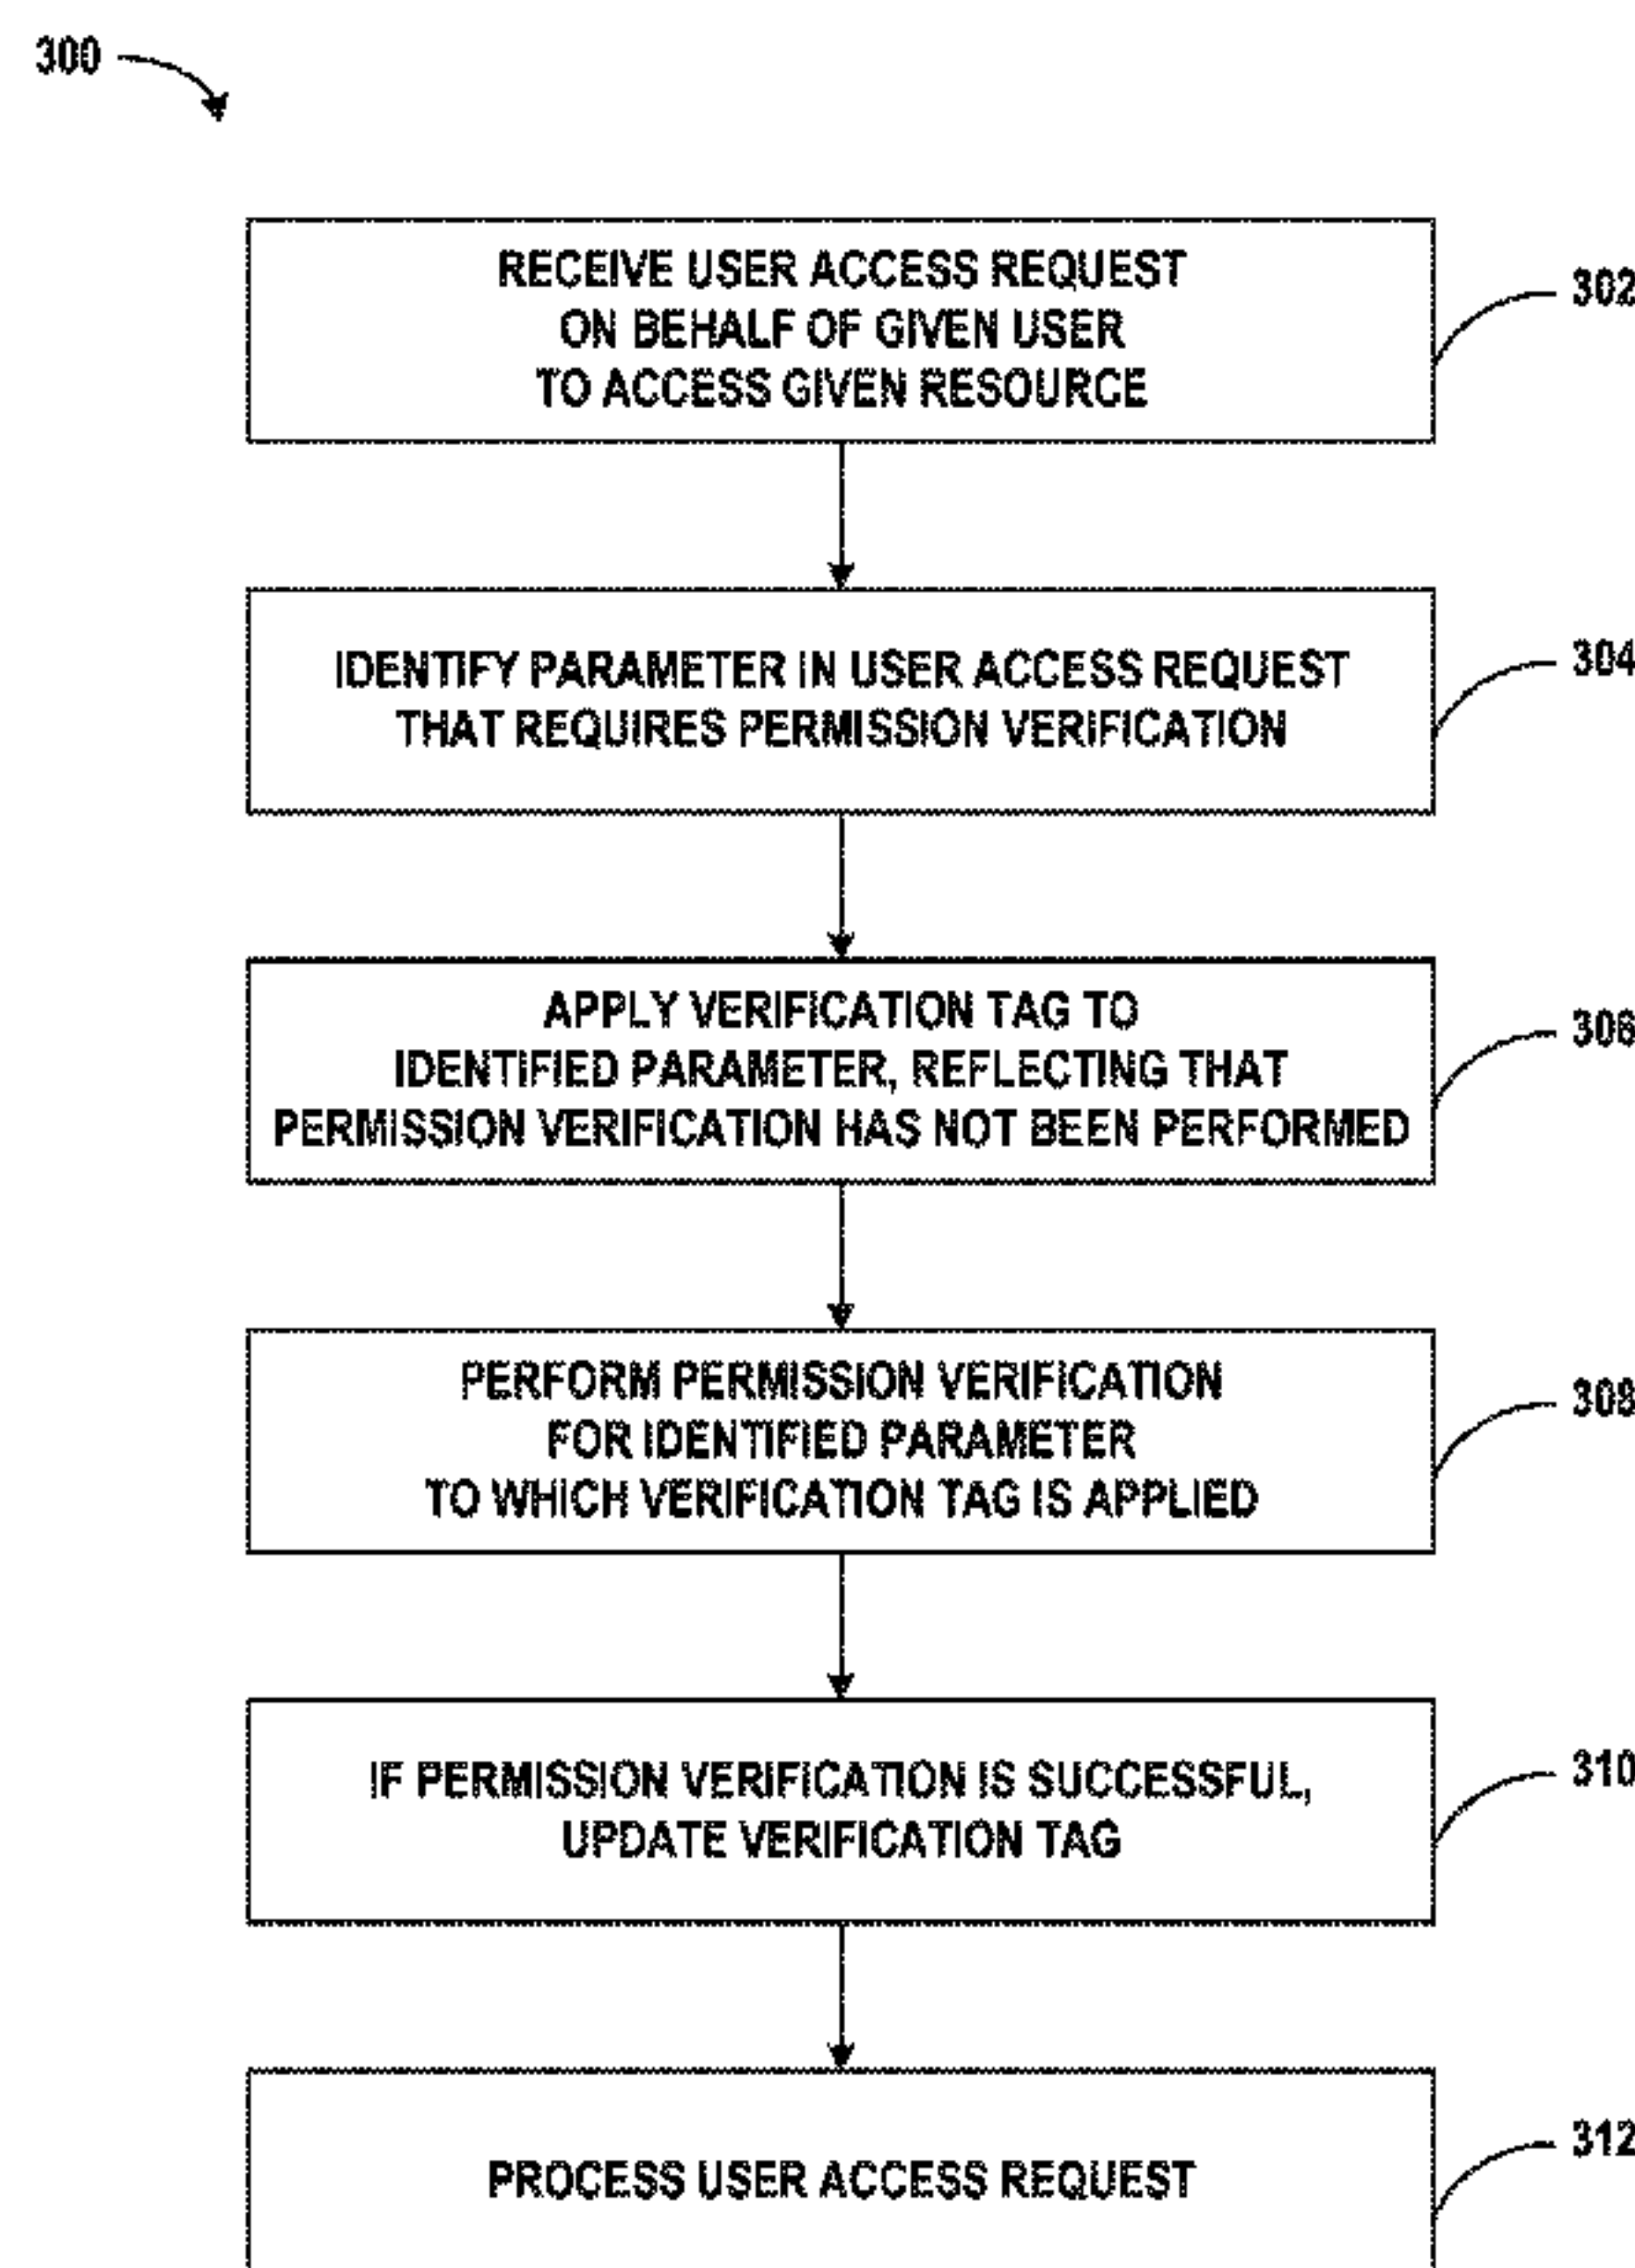 300
RECEIVE USER ACCESS REQUEST
ON BEHALF OF GIVEN USER
TO ACCESS GIVEN RESOURCE
302
IDENTIFY PARAMETER IN USER ACCESS REQUEST
THAT REQUIRES PERMISSION VERIFICATION
304
APPLY VERIFICATION TAG TO
IDENTIFIED PARAMETER, REFLECTING THAT
PERMISSION VERIFICATION HAS NOT BEEN PERFORMED
306
PERFORM PERMISSION VERIFICATION
FOR IDENTIFIED PARAMETER
TO WHICH VERIFICATION TAG IS APPLIED
308
IF PERMISSION VERIFICATION IS SUCCESSFUL,
UPDATE VERIFICATION TAG
310
PROCESS USER ACCESS REQUEST
312